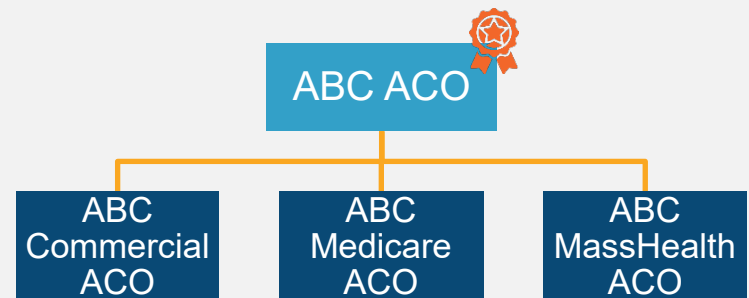 ABC ACO
ABC
Commercial
ACO
ABC
Medicare
ACO
ABC
MassHealth
ACO